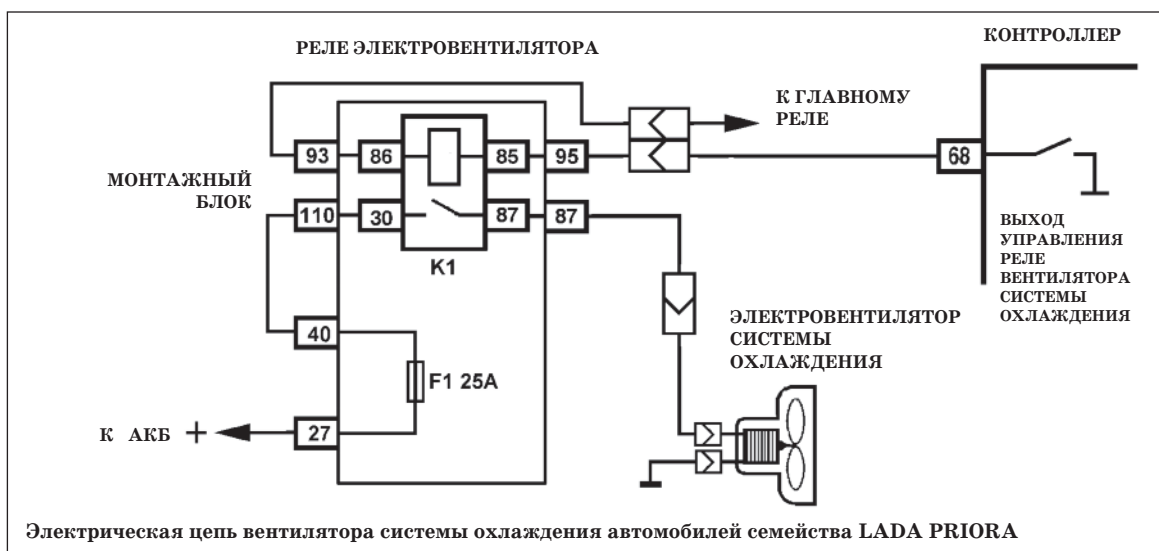 РЕЛЕ ЭЛЕКТРОВЕНТИЛЯТОРА
КОНТРОЛЛЕР
К ГЛАВНОМУ
РЕЛЕ
93
86
85
95
68
МОНТАЖНЫЙ
БЛОК
110
30
87
87
K1
ВЫХОД
УПРАВЛЕНИЯ
РЕЛЕ
ВЕНТИЛЯТОРА
СИСТЕМЫ
ОХЛАЖДЕНИЯ
40
F1 25A
ЭЛЕКТРОВЕНТИЛЯТОР
СИСТЕМЫ
ОХЛАЖДЕНИЯ
К АКБ +
27
Электрическая цепь вентилятора системы охлаждения автомобилей семейства LADA PRIORA